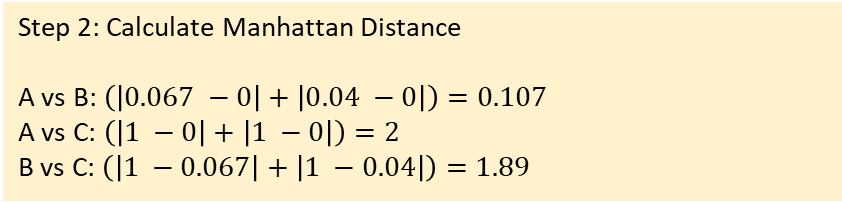 Step 2: Calculate Manhattan Distance
A vs B: (|0.067 − 0| + |0.04 − 0|) = 0.107
A vs C: (|1 − 0| + |1 − 0|) = 2
B vs C: (|1 − 0.067| + |1 − 0.04|) = 1.89